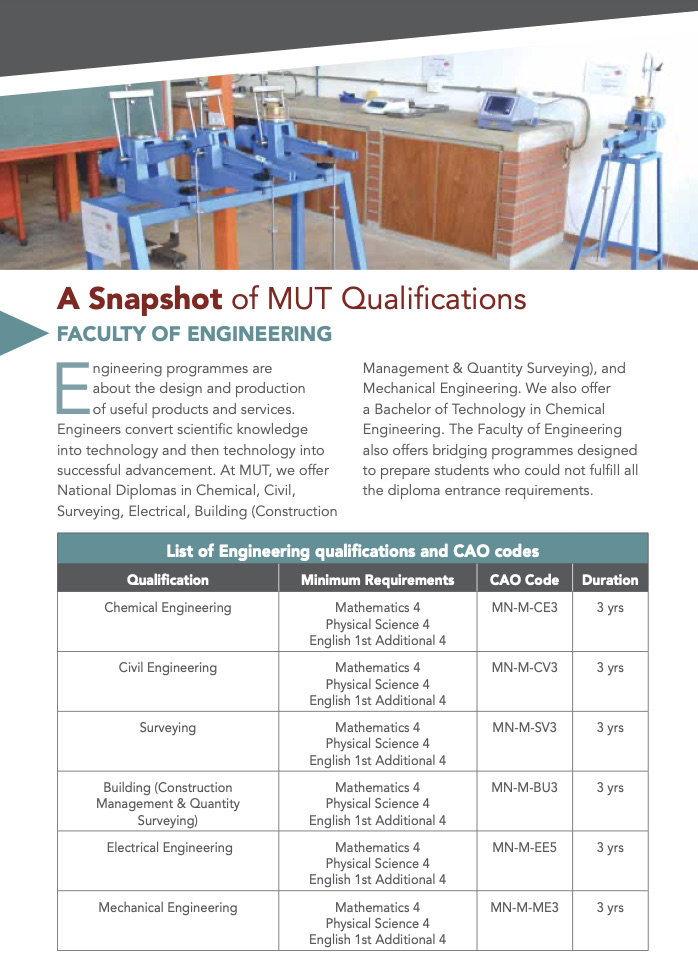 A Snapshot of MUT Qualifications
FACULTY OF ENGINEERING
Engineering programmes are
about the design and production
of useful products and services.
Engineers convert scientific knowledge
into technology and then technology into
successful advancement. At MUT, we offer
National Diplomas in Chemical, Civil,
Surveying, Electrical, Building (Construction
Management & Quantity Surveying), and
Mechanical Engineering. We also offer
a Bachelor of Technology in Chemical
Engineering. The Faculty of Engineering
also offers bridging programmes designed
to prepare students who could not fulfill all
the diploma entrance requirements.
List of Engineering qualifications and CAO codes
Qualification Minimum Requirements CAO Code Duration
Chemical Engineering Mathematics 4 MN-M-CE3 3 yrs
Physical Science 4
English 1st Additional 4
Civil Engineering Mathematics 4 MN-M-CV3 3 yrs
Physical Science 4
English 1st Additional 4
Surveying Mathematics 4 MN-M-SV3 3 yrs
Physical Science 4
English 1st Additional 4
Building (Construction Mathematics 4 MN-M-BU3 3 yrs
Management & Quantity Physical Science 4
Surveying) English 1st Additional 4
Electrical Engineering Mathematics 4 MN-M-EE5 3 yrs
Physical Science 4
English 1st Additional 4
Mechanical Engineering Mathematics 4 MN-M-ME3 3 yrs
Physical Science 4
English 1st Additional 4